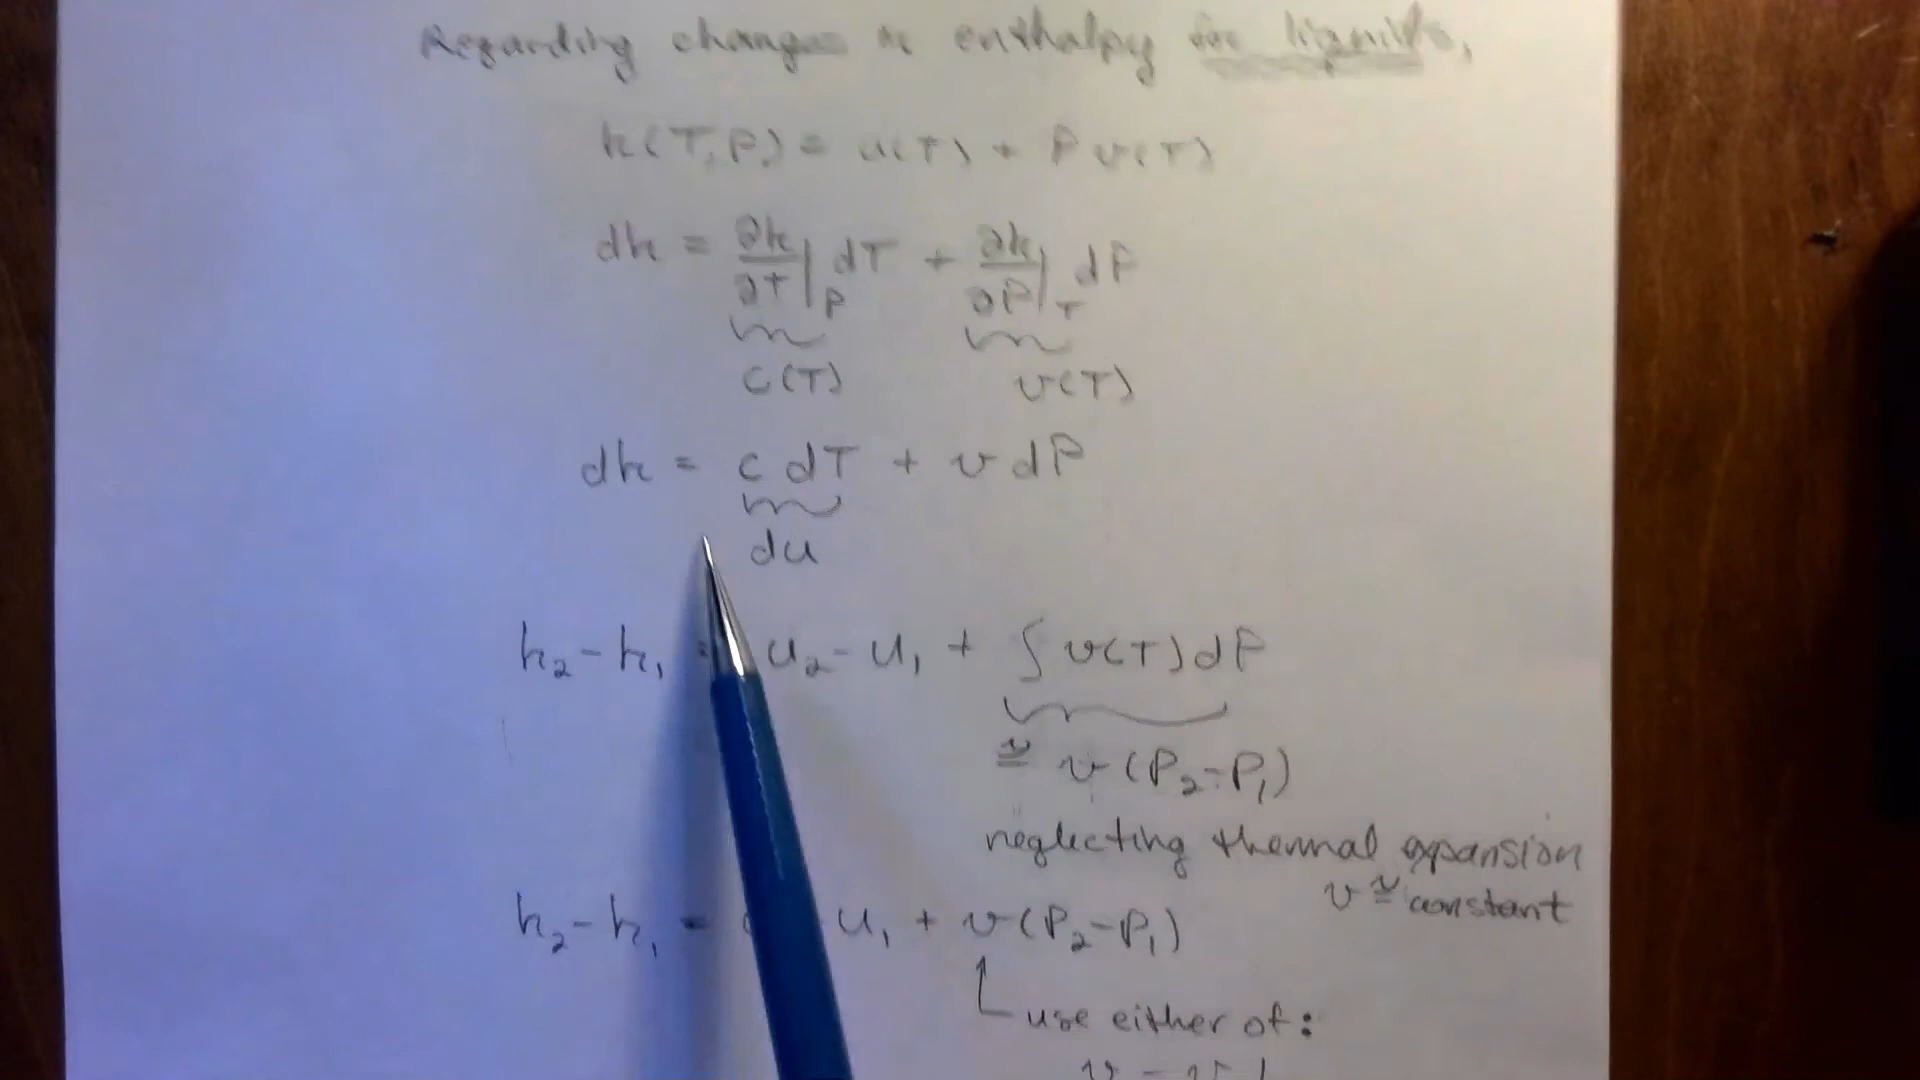 Regarding changes in enthalpy for liquids,
h(T,P) = u(T) + P v(T)
dh = ∂h/∂T|P dT + ∂h/∂P|T dP
c(T) v(T)
dh = c dT + v dP
du
h₂ - h₁ = u₂ - u₁ + ∫ v(T) dP
≅ v (P₂ - P₁)
neglecting thermal expansion
v ≅ constant
h₂ - h₁ = u₁ + v (P₂ - P₁)
use either of: